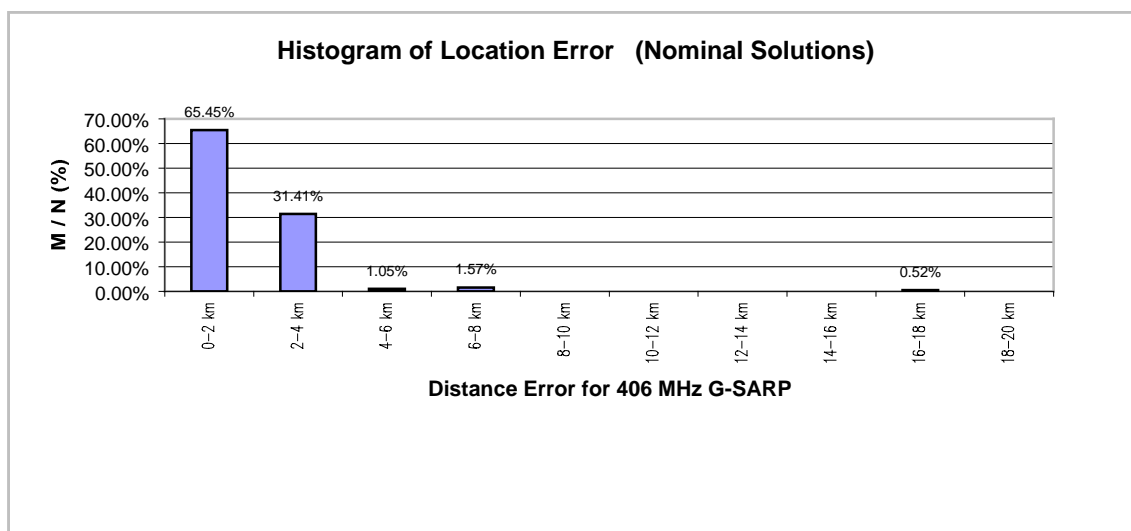 Histogram of Location Error (Nominal Solutions)
65.45%
31.41%
1.05%
1.57%
0.52%
70.00%
60.00%
50.00%
40.00%
30.00%
20.00%
10.00%
0.00%
M / N (%)
0–2 km
2–4 km
4–6 km
6–8 km
8–10 km
10–12 km
12–14 km
14–16 km
16–18 km
18–20 km
Distance Error for 406 MHz G-SARP